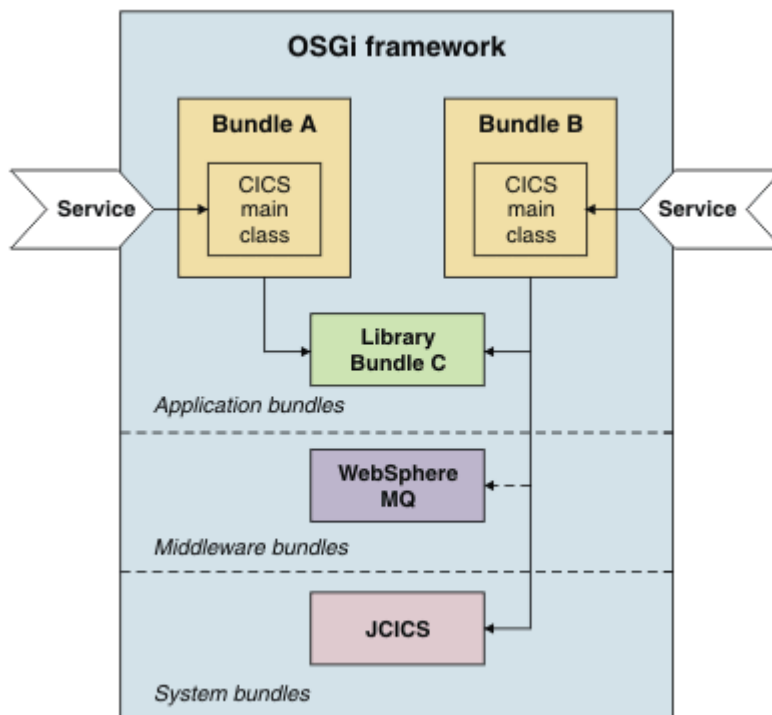 OSGi framework
Bundle A
Bundle B
CICS
main
class
CICS
main
class
Service
Service
Library
Bundle C
Application bundles
WebSphere
MQ
Middleware bundles
JCICS
System bundles